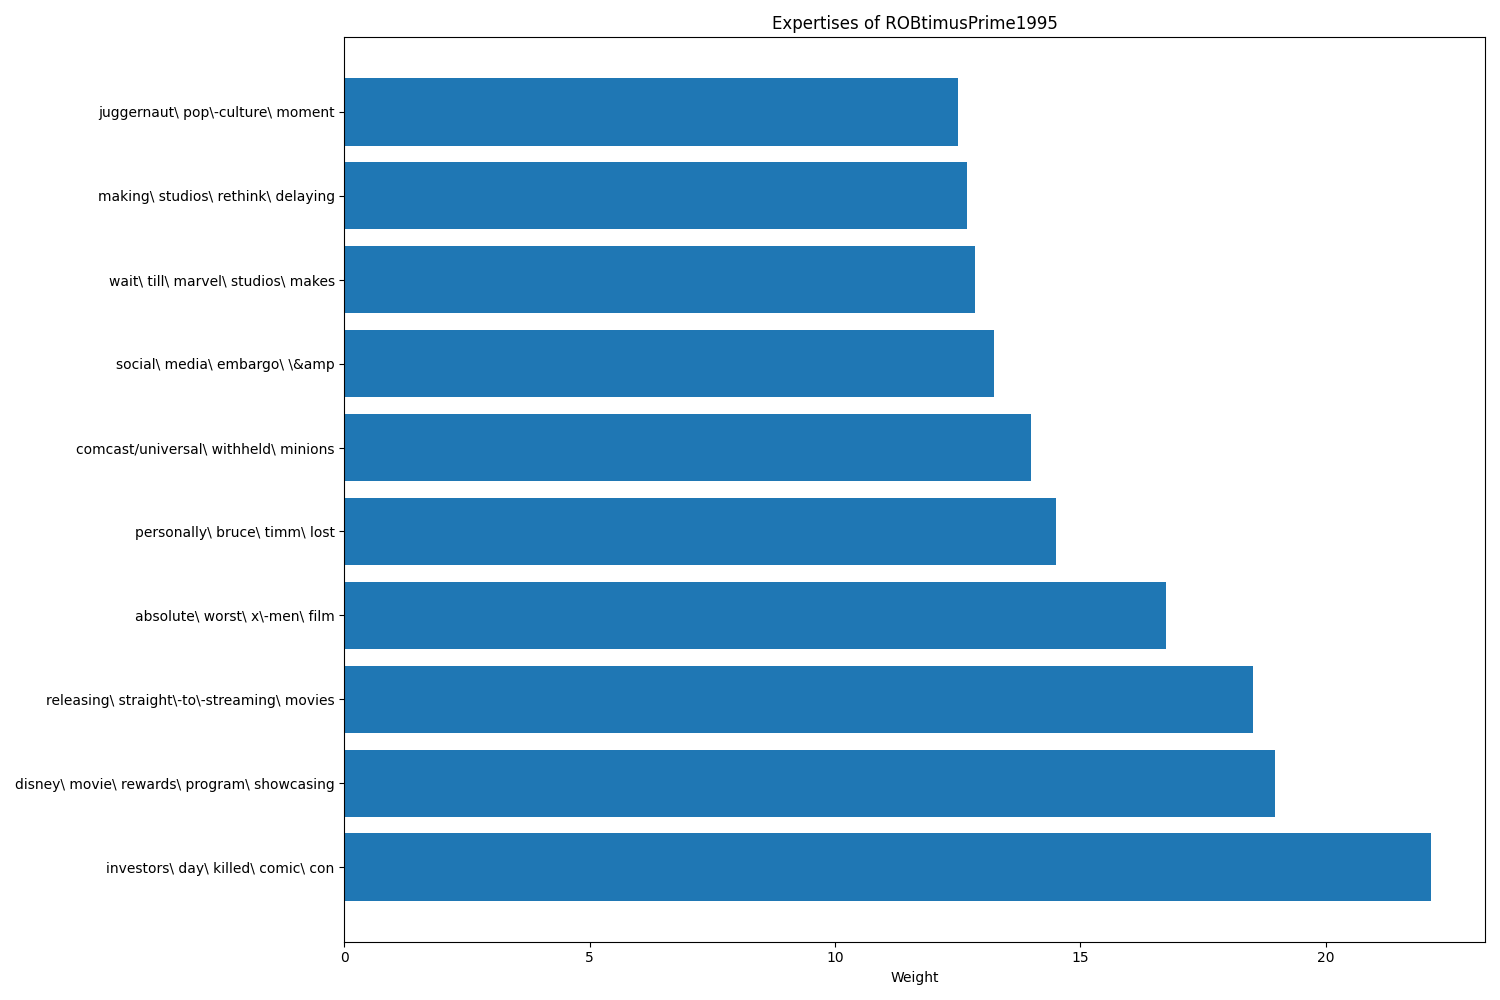 Expertises of ROBtimusPrime1995
juggernaut\ pop\-culture\ moment
making\ studios\ rethink\ delaying
wait\ till\ marvel\ studios\ makes
social\ media\ embargo\ \&amp
comcast/universal\ withheld\ minions
personally\ bruce\ timm\ lost
absolute\ worst\ x\-men\ film
releasing\ straight\-to\-streaming\ movies
disney\ movie\ rewards\ program\ showcasing
investors\ day\ killed\ comic\ con
0 5 10 15 20
Weight